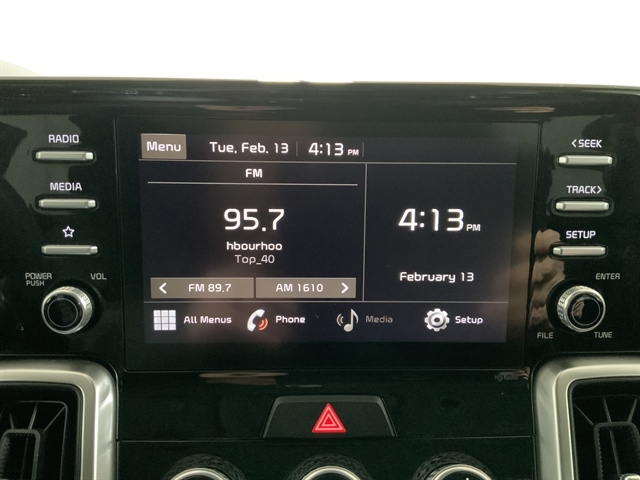 RADIO
MEDIA
POWER PUSH
VOL
Menu
Tue, Feb. 13
4:13 PM
FM
95.7
hbourhoo
Top_40
< FM 89.7
AM 1610 >
4:13 PM
February 13
All Menus
Phone
Media
Setup
<SEEK
TRACK>
SETUP
ENTER
FILE
TUNE